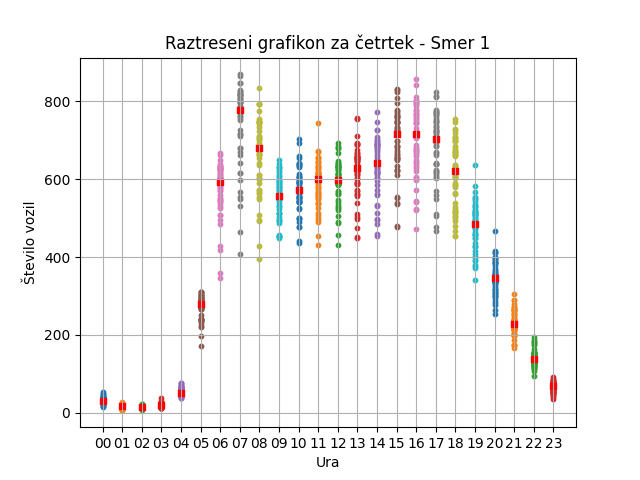 Raztreseni grafikon za četrtek - Smer 1
Število vozil
800
600
400
200
0
00 01 02 03 04 05 06 07 08 09 10 11 12 13 14 15 16 17 18 19 20 21 22 23
Ura